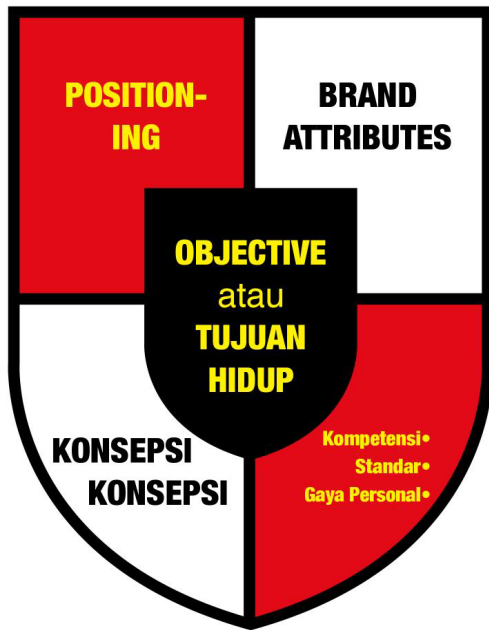 POSITION-
ING
BRAND
ATTRIBUTES
OBJECTIVE
atau
TUJUAN
HIDUP
KONSEPSI
KONSEPSI
Kompetensi•
Standar•
Gaya Personal•